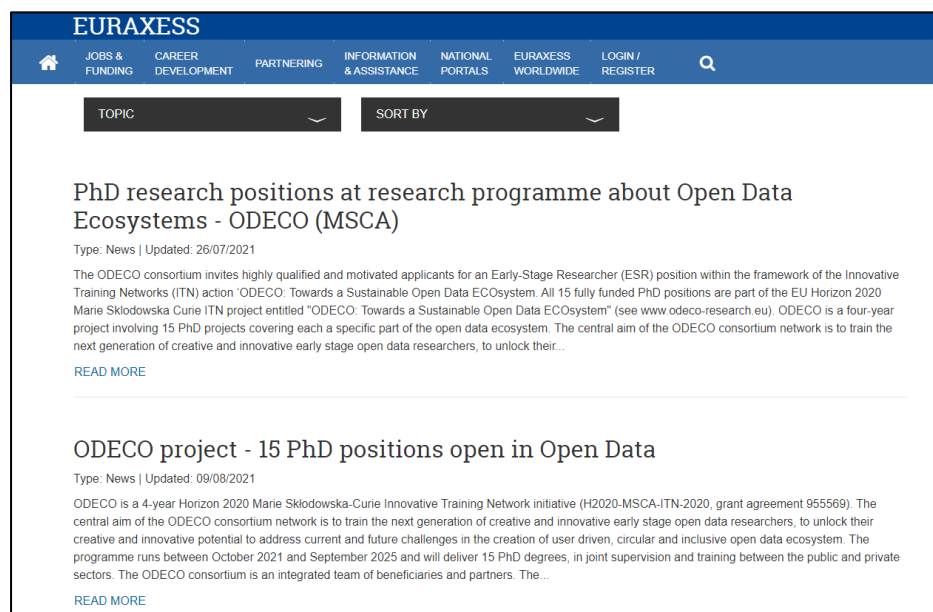 EURAXESS
JOBS &
FUNDING
CAREER
DEVELOPMENT
PARTNERING
INFORMATION
& ASSISTANCE
NATIONAL
PORTALS
EURAXESS
WORLDWIDE
LOGIN /
REGISTER
TOPIC
SORT BY
PhD research positions at research programme about Open Data
Ecosystems - ODECO (MSCA)
Type: News | Updated: 26/07/2021
The ODECO consortium invites highly qualified and motivated applicants for an Early-Stage Researcher (ESR) position within the framework of the Innovative
Training Networks (ITN) action 'ODECO: Towards a Sustainable Open Data ECOsystem. All 15 fully funded PhD positions are part of the EU Horizon 2020
Marie Sklodowska Curie ITN project entitled "ODECO: Towards a Sustainable Open Data ECOsystem" (see www.odeco-research.eu). ODECO is a four-year
project involving 15 PhD projects covering each a specific part of the open data ecosystem. The central aim of the ODECO consortium network is to train the
next generation of creative and innovative early stage open data researchers, to unlock their...
READ MORE
ODECO project - 15 PhD positions open in Open Data
Type: News | Updated: 09/08/2021
ODECO is a 4-year Horizon 2020 Marie Skłodowska-Curie Innovative Training Network initiative (H2020-MSCA-ITN-2020, grant agreement 955569). The
central aim of the ODECO consortium network is to train the next generation of creative and innovative early stage open data researchers, to unlock their
creative and innovative potential to address current and future challenges in the creation of user driven, circular and inclusive open data ecosystem. The
programme runs between October 2021 and September 2025 and will deliver 15 PhD degrees, in joint supervision and training between the public and private
sectors. The ODECO consortium is an integrated team of beneficiaries and partners. The...
READ MORE